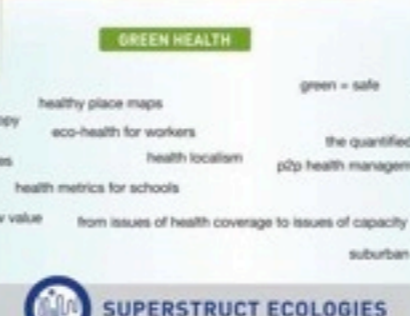 GREEN HEALTH
green = safe
healthy place maps
eco-health for workers
the quantified
health localism
p2p health managem
health metrics for schools
value
from issues of health coverage to issues of capacity
suburban
SUPERSTRUCT ECOLOGIES